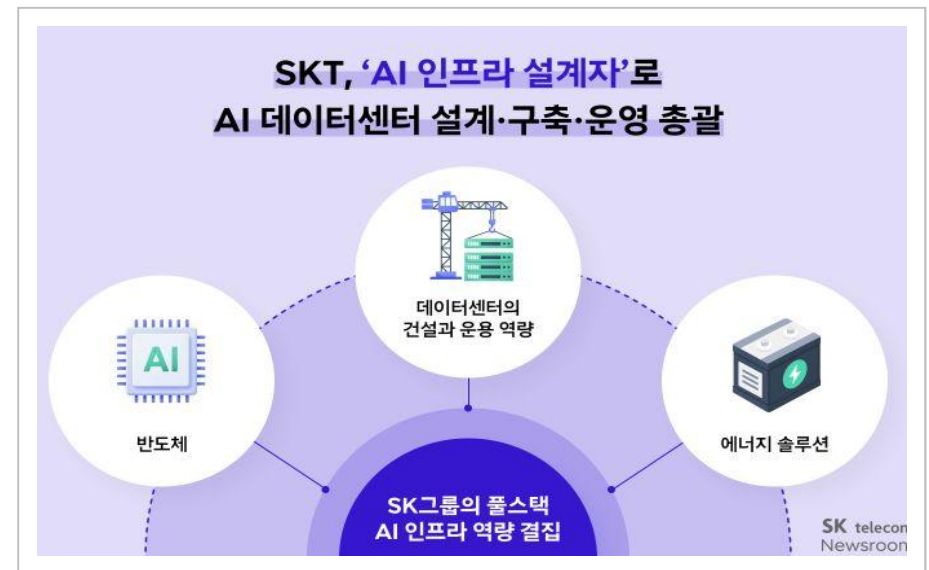 SKT, ‘AI 인프라 설계자’로
AI 데이터센터 설계·구축·운영 총괄
데이터센터의
건설과 운용 역량
AI
반도체
에너지 솔루션
SK그룹의 풀스택
AI 인프라 역량 결집
SK telecom
Newsroom